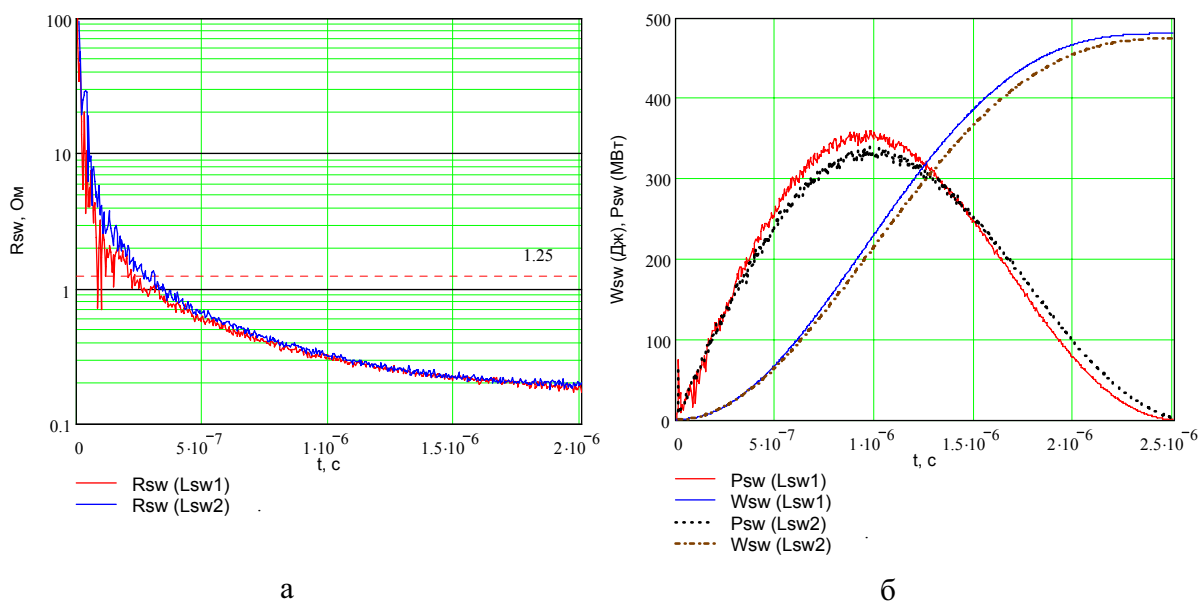 100
10
1
0.1
Rsw, Ом
1.25
0
5·10⁻⁷
1·10⁻⁶
1.5·10⁻⁶
2·10⁻⁶
t, с
Rsw (Lsw1)
Rsw (Lsw2)
а
500
400
300
200
100
0
Wsw (Дж), Psw (МВт)
0
5·10⁻⁷
1·10⁻⁶
1.5·10⁻⁶
2·10⁻⁶
2.5·10⁻⁶
t, с
Psw (Lsw1)
Wsw (Lsw1)
Psw (Lsw2)
Wsw (Lsw2)
б